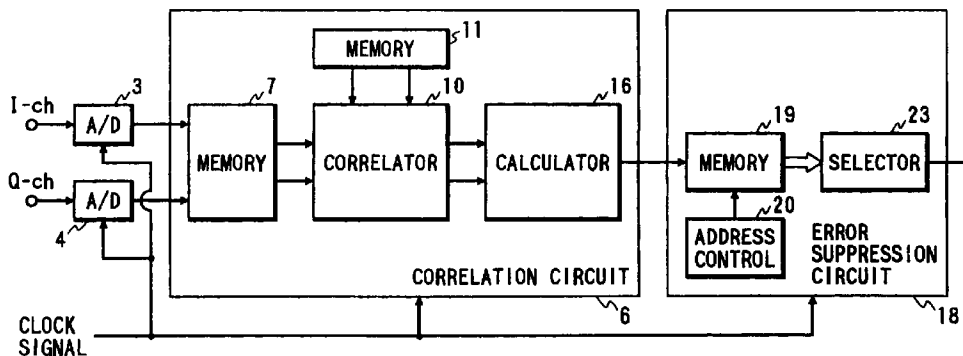 11
MEMORY
3
7
10
16
19
23
I-ch
A/D
MEMORY
CORRELATOR
CALCULATOR
MEMORY
SELECTOR
Q-ch
A/D
4
20
ADDRESS
CONTROL
ERROR
SUPPRESSION
CIRCUIT
CORRELATION CIRCUIT
6
18
CLOCK
SIGNAL